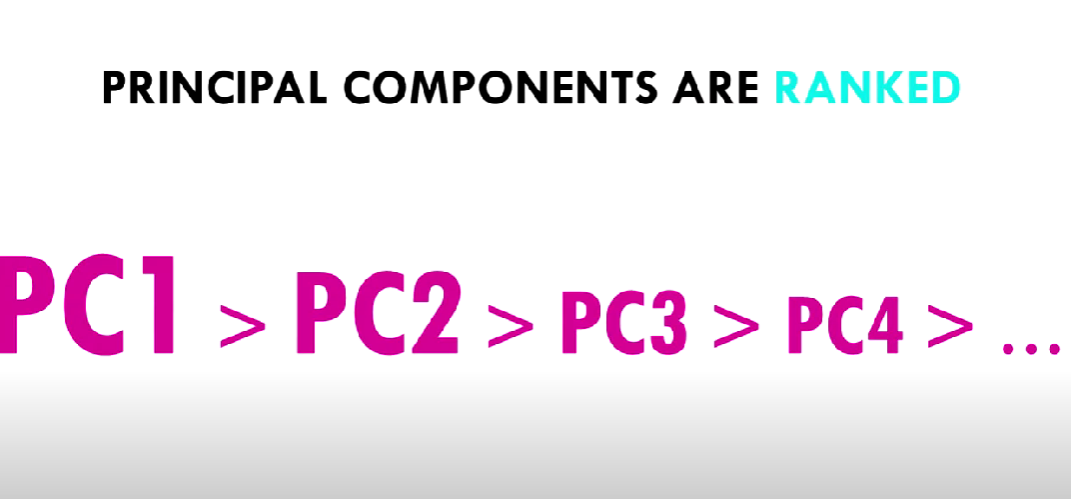 PRINCIPAL COMPONENTS ARE RANKED
PC1 > PC2 > PC3 > PC4 > ...